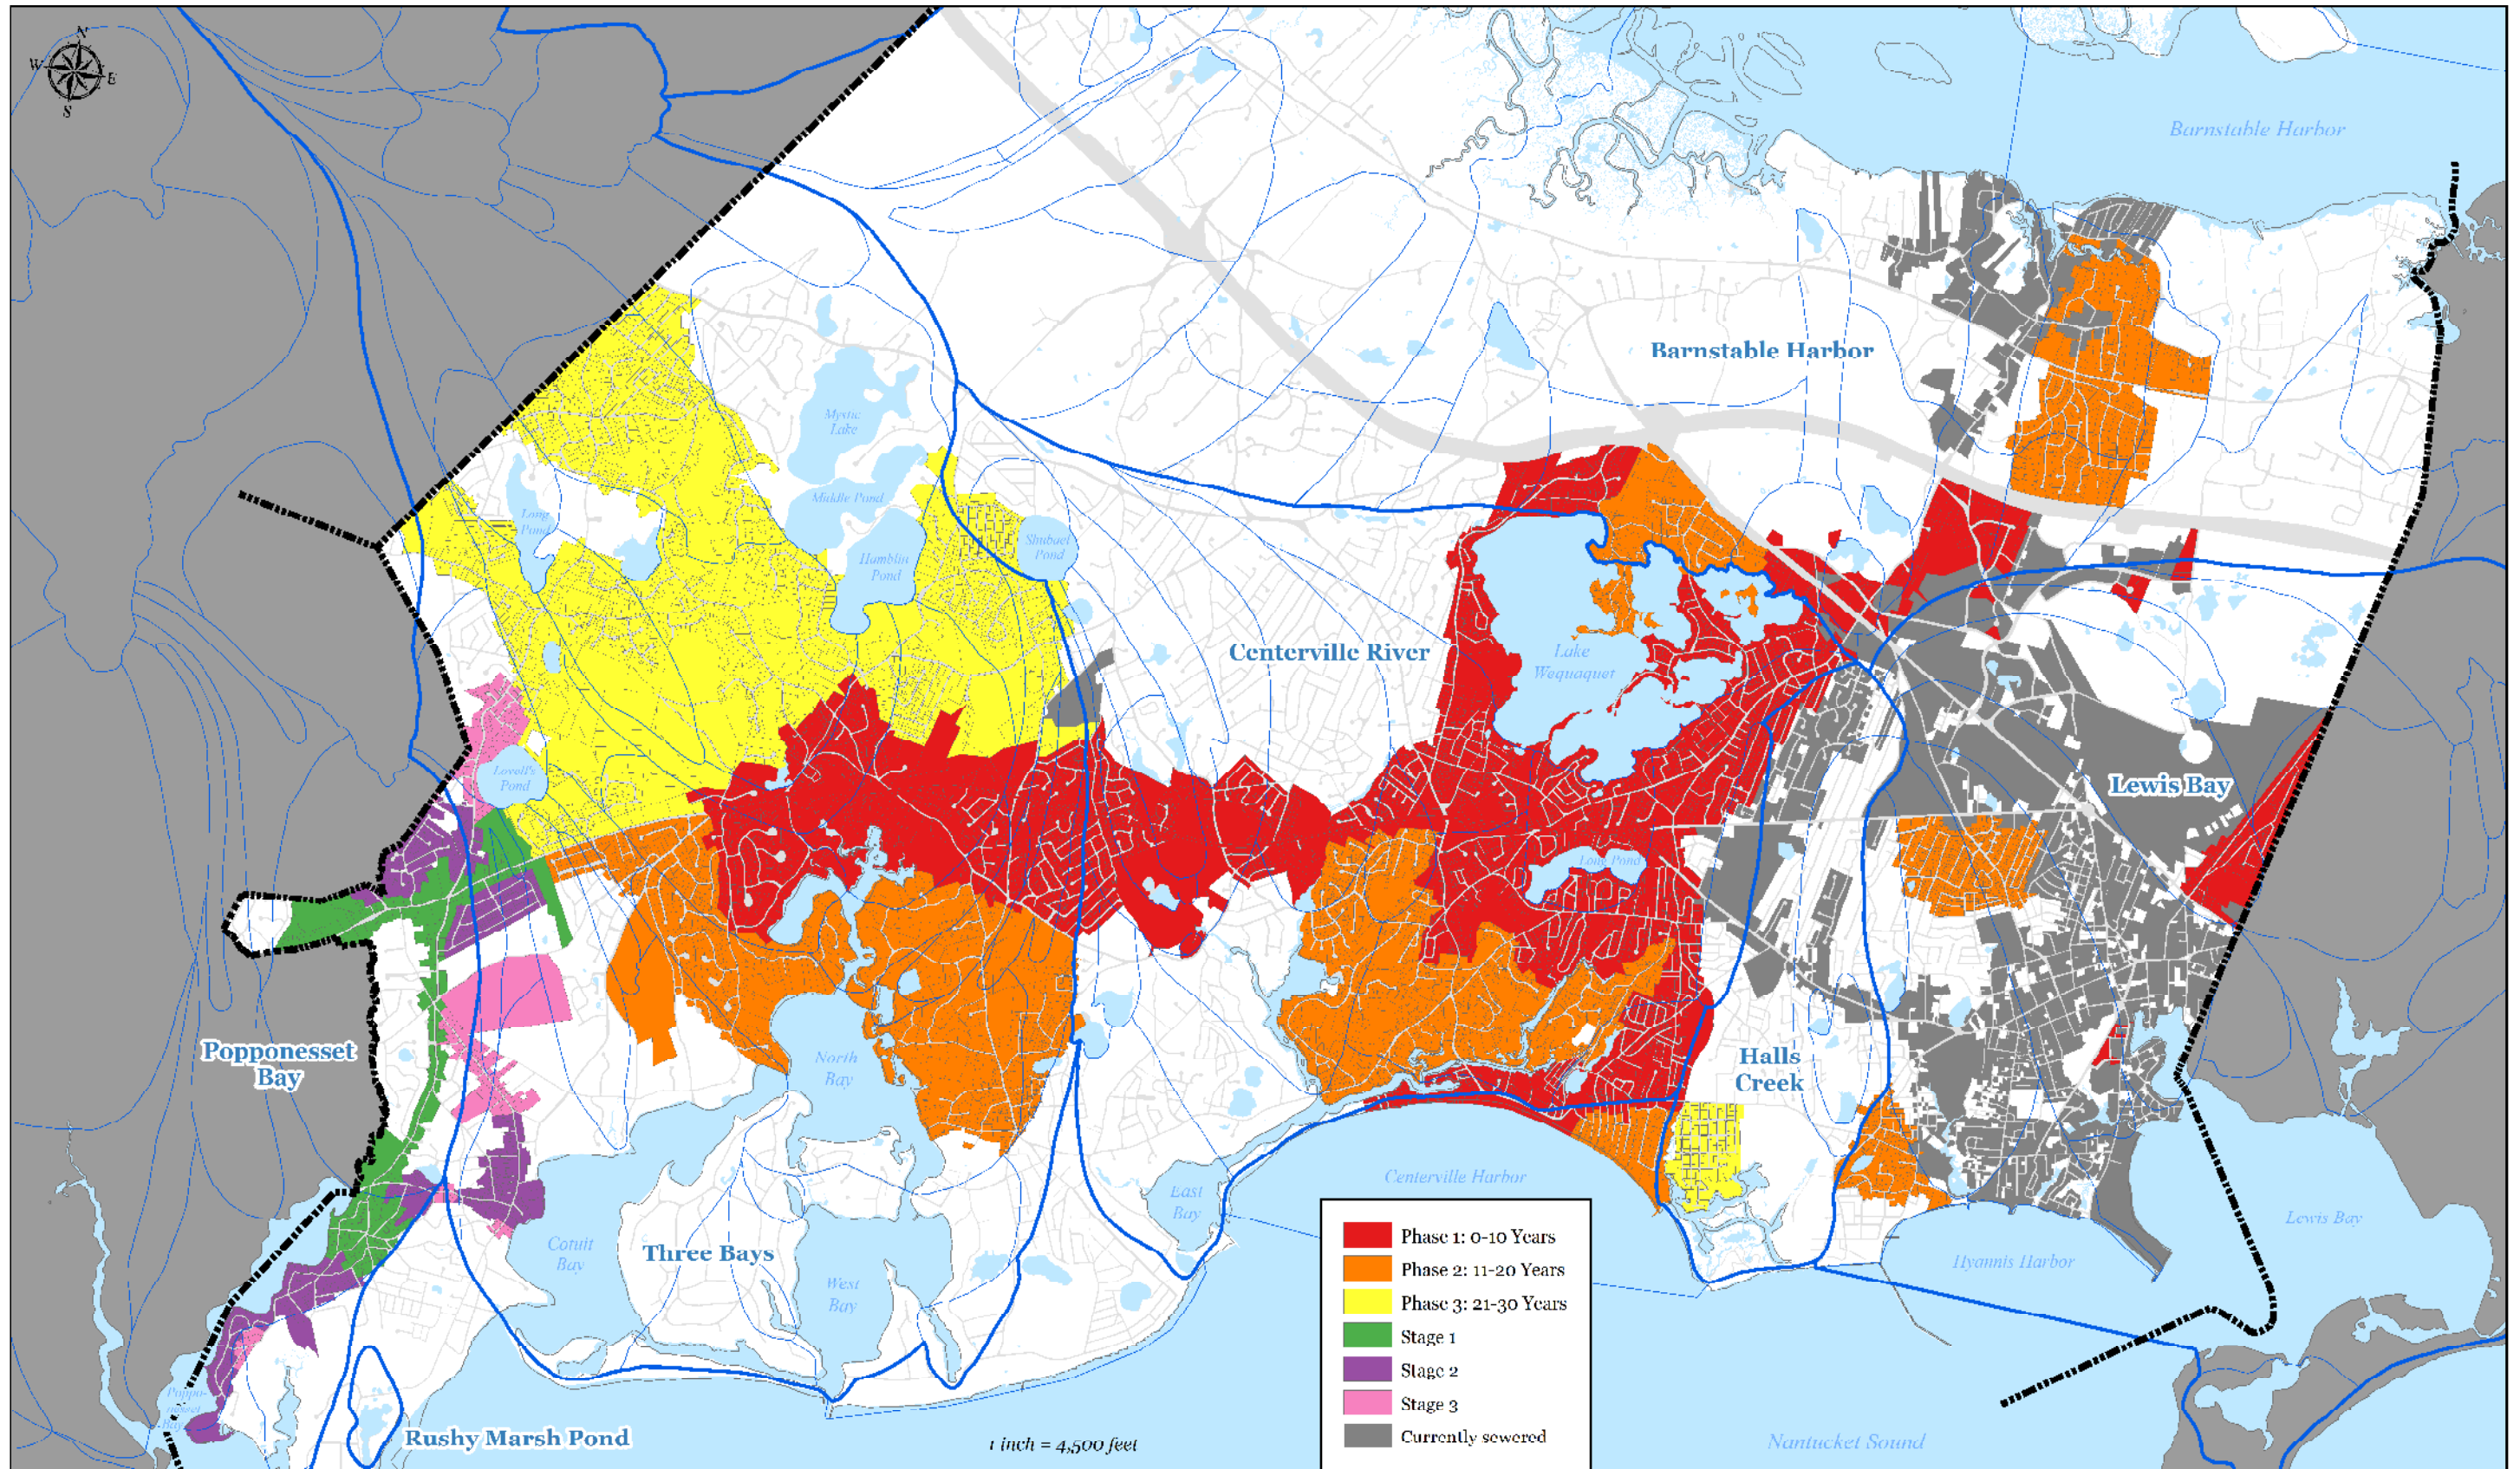 N
W
E
S
Barnstable Harbor
Barnstable Harbor
Mystic
Lake
Middle Pond
Long
Pond
Shubael
Pond
Hamblin
Pond
Centerville River
Lake
Wequaquet
Lovell's
Pond
Lewis Bay
Long Pond
Popponesset
Bay
North
Bay
Halls
Creek
Centerville Harbor
East
Bay
Lewis Bay
Cotuit
Bay
Three Bays
West
Bay
Hyannis Harbor
Poppo-
nesset
Bay
Rushy Marsh Pond
1 inch = 4,500 feet
Nantucket Sound
Phase 1: 0-10 Years
Phase 2: 11-20 Years
Phase 3: 21-30 Years
Stage 1
Stage 2
Stage 3
Currently sewered